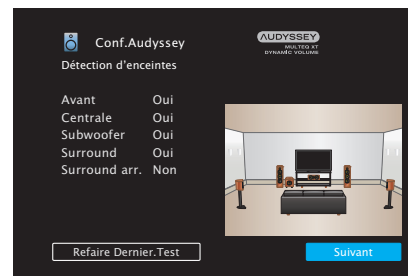 Conf.Audyssey
AUDYSSEY
MULTEQ XT
DYNAMIC VOLUME
Détection d'enceintes
Avant Oui
Centrale Oui
Subwoofer Oui
Surround Oui
Surround arr. Non
Refaire Dernier.Test
Suivant